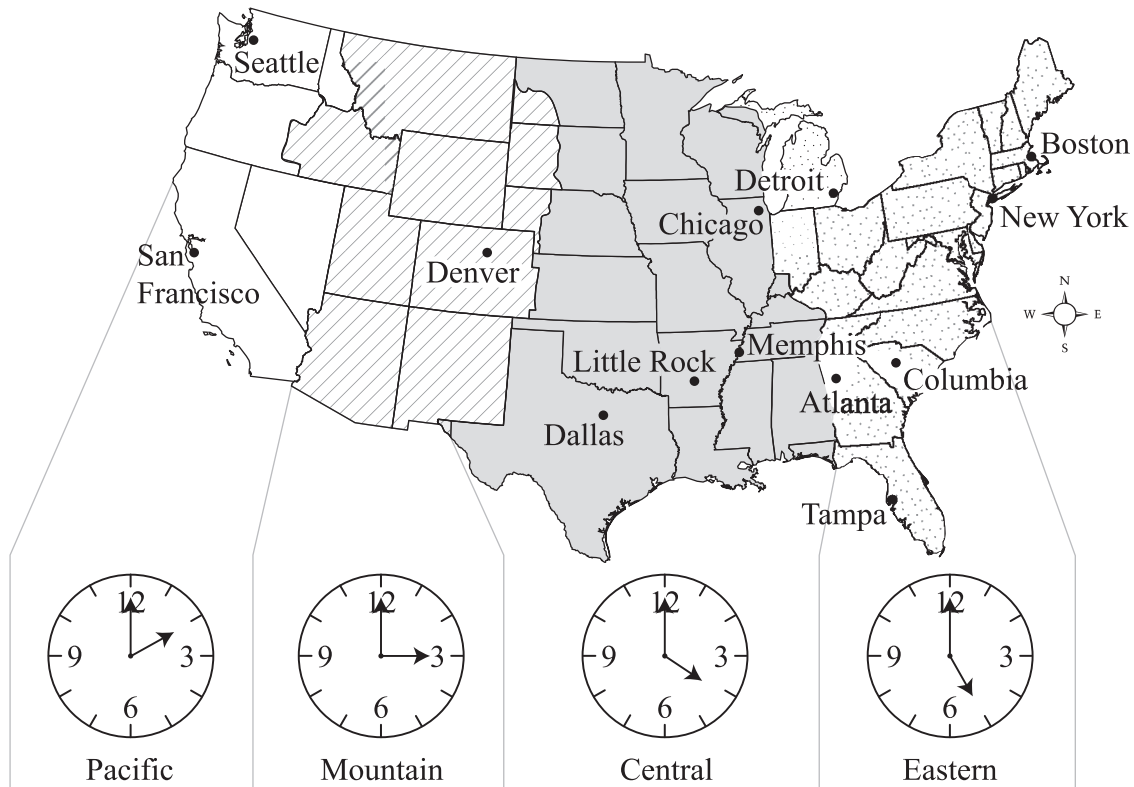 Seattle
Boston
Detroit
Chicago
New York
San
Francisco
Denver
N
W E
S
Memphis
Little Rock
Columbia
Atlanta
Dallas
Tampa
12
9 3
6
Pacific
12
9 3
6
Mountain
12
9 3
6
Central
12
9 3
6
Eastern